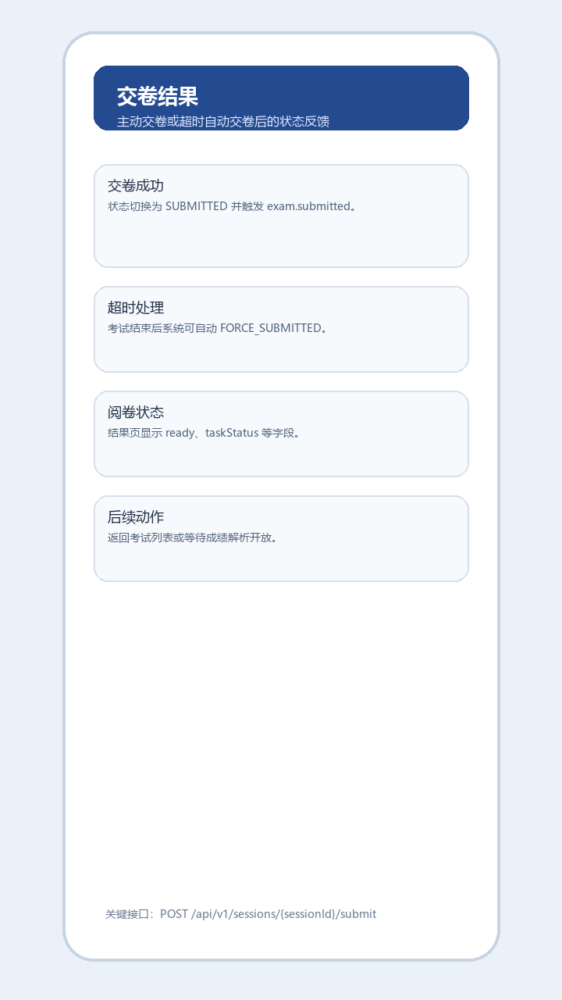 交卷结果
主动交卷或超时自动交卷后的状态反馈
交卷成功
状态切换为 SUBMITTED 并触发 exam.submitted。
超时处理
考试结束后系统可自动 FORCE_SUBMITTED。
阅卷状态
结果页显示 ready、taskStatus 等字段。
后续动作
返回考试列表或等待成绩解析开放。
关键接口：POST /api/v1/sessions/{sessionId}/submit